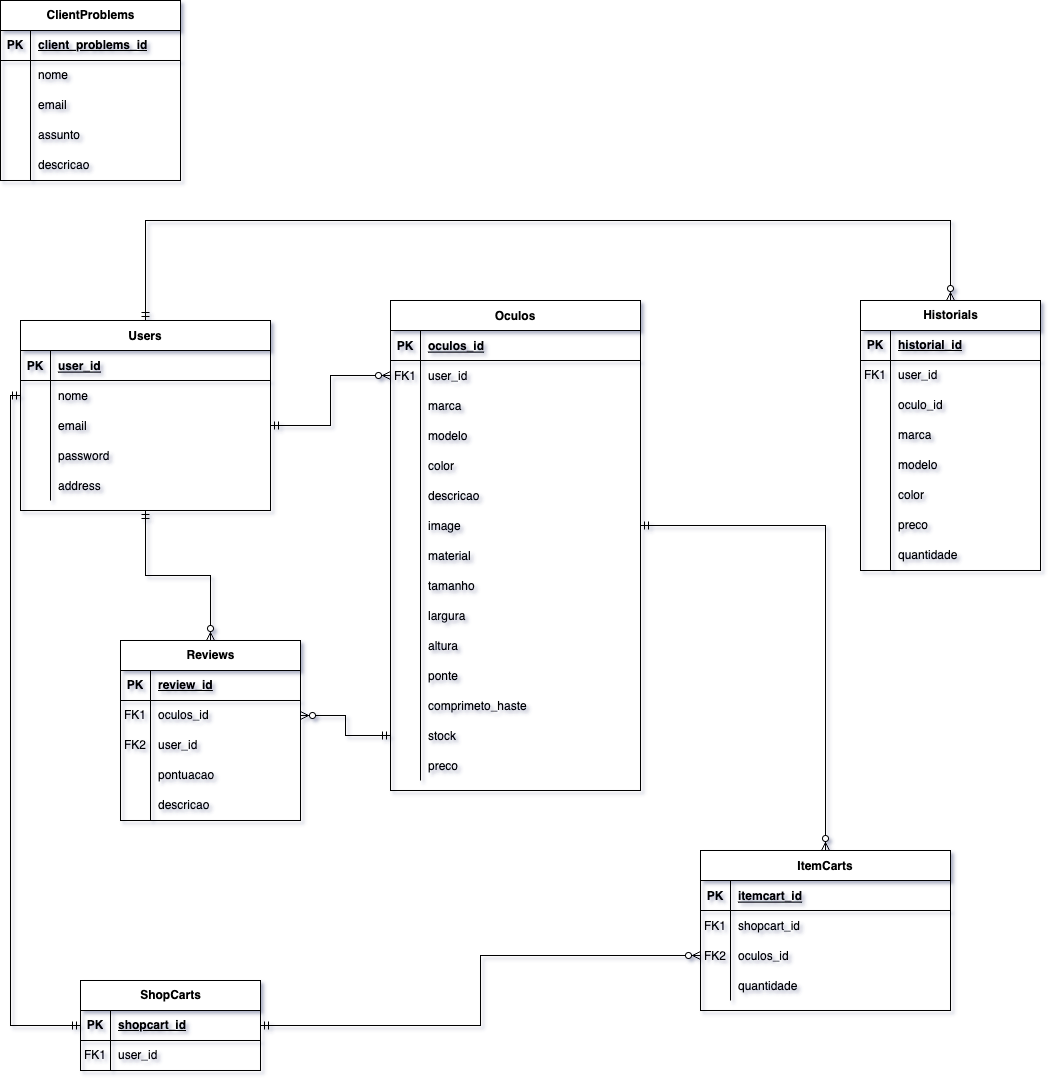 ClientProblems
PK client_problems_id
nome
email
assunto
descricao
Users
PK user_id
nome
email
password
address
Oculos
PK oculos_id
FK1 user_id
marca
modelo
color
descricao
image
material
tamanho
largura
altura
ponte
comprimeto_haste
stock
preco
Historials
PK historial_id
FK1 user_id
oculo_id
marca
modelo
color
preco
quantidade
Reviews
PK review_id
FK1 oculos_id
FK2 user_id
pontuacao
descricao
ItemCarts
PK itemcart_id
FK1 shopcart_id
FK2 oculos_id
quantidade
ShopCarts
PK shopcart_id
FK1 user_id